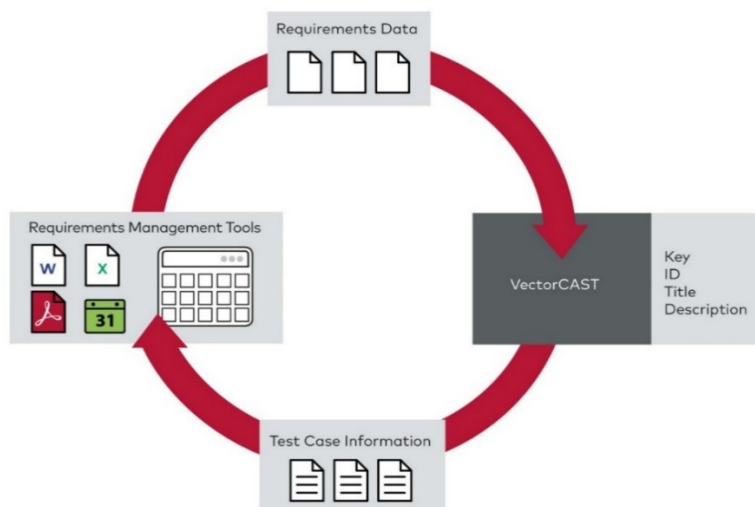 Requirements Data
Requirements Management Tools
W
X
31
VectorCAST
Key
ID
Title
Description
Test Case Information